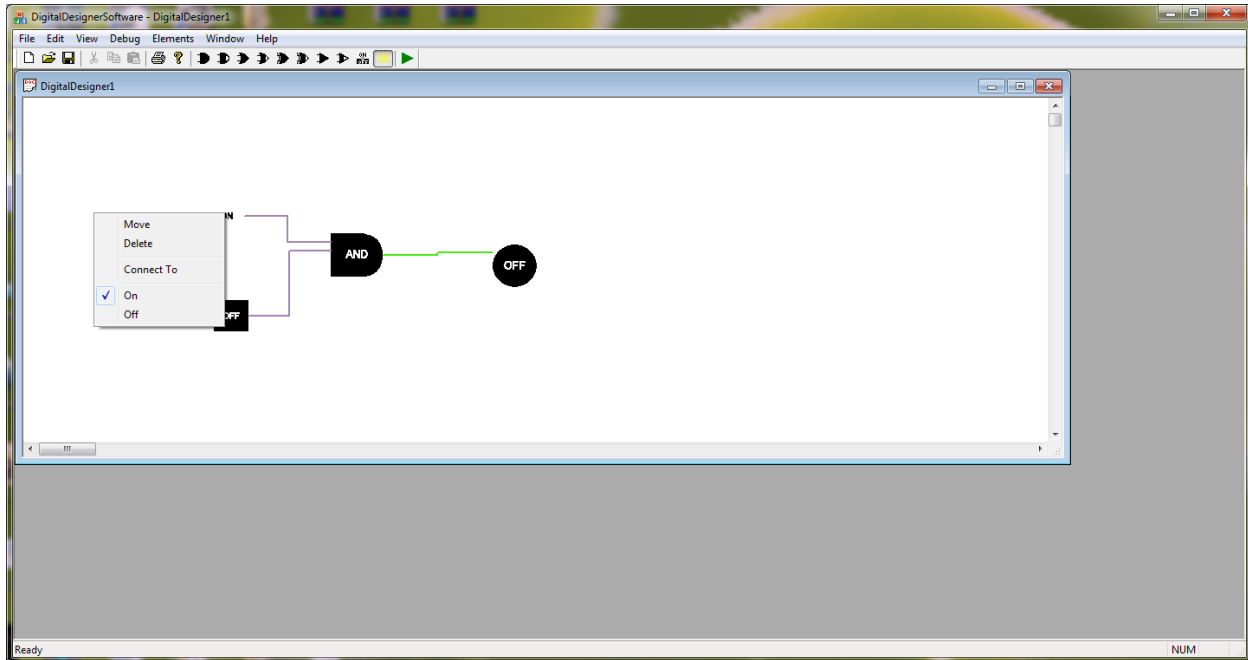 DigitalDesignerSoftware - DigitalDesigner1
File Edit View Debug Elements Window Help
DigitalDesigner1
Move
Delete
Connect To
On
Off
AND
OFF
OFF
Ready
NUM